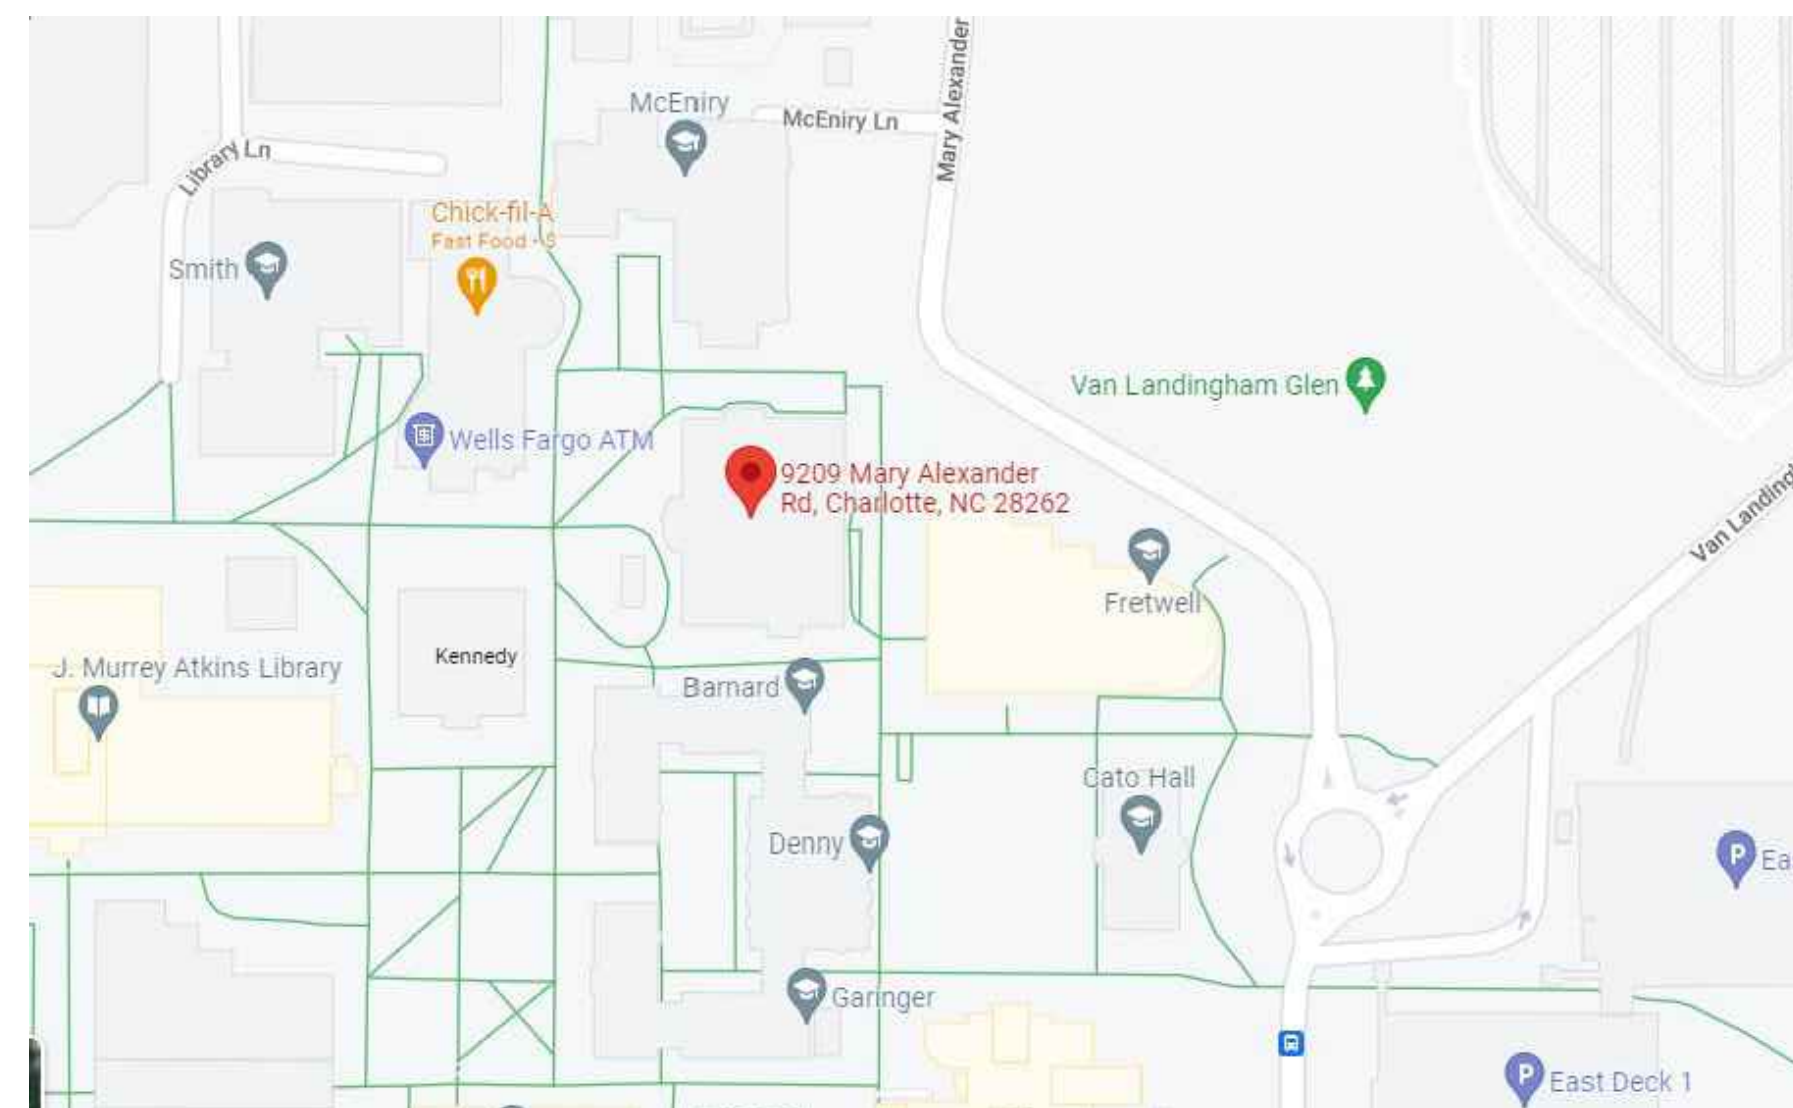 Mary Alexander
McEniry
McEniry Ln
Library Ln
Chick-fil-A
Fast Food · $
Smith
Van Landingham Glen
Wells Fargo ATM
9209 Mary Alexander
Rd, Charlotte, NC 28262
Van Landingh
Fretwell
Kennedy
J. Murrey Atkins Library
Barnard
Cato Hall
Denny
P Ea
Garinger
P East Deck 1